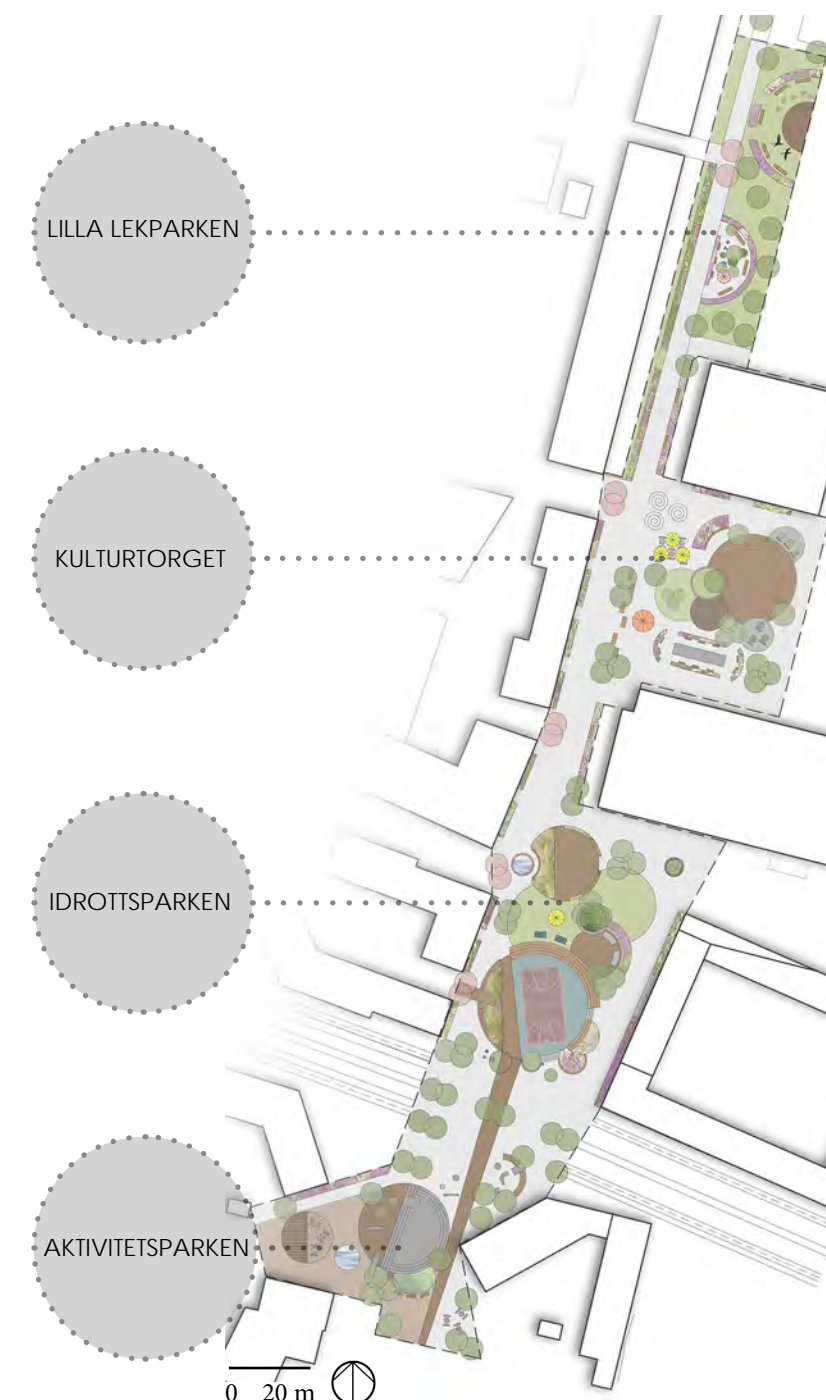 LILLA LEKPARKEN
KULTURTORGET
IDROTTSPARKEN
AKTIVITETSPARKEN
0 20 m